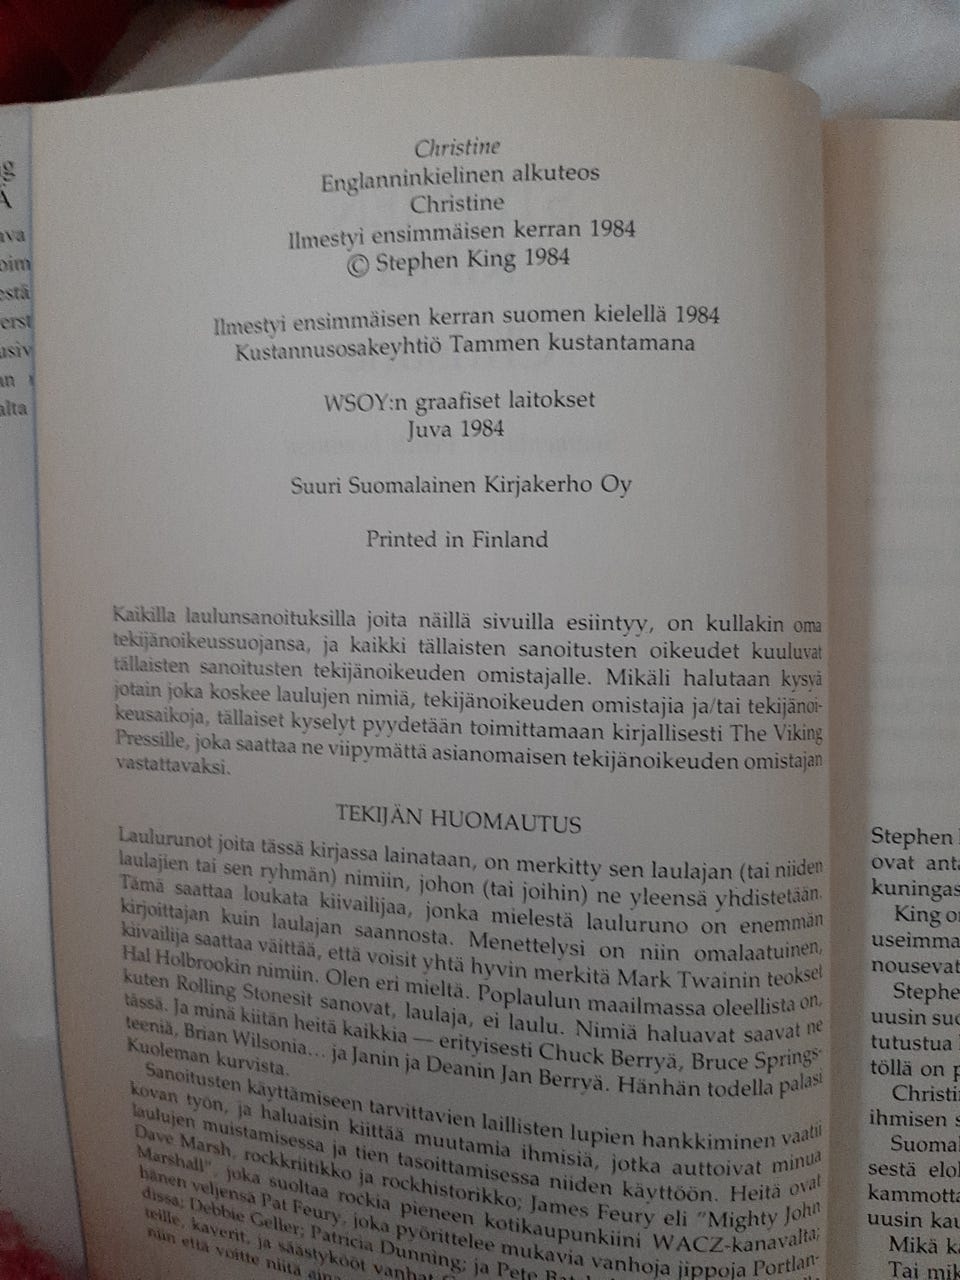 Christine
Englanninkielinen alkuteos
Christine
Ilmestyi ensimmäisen kerran 1984
© Stephen King 1984
Ilmestyi ensimmäisen kerran suomen kielellä 1984
Kustannusosakeyhtiö Tammen kustantamana
WSOY:n graafiset laitokset
Juva 1984
Suuri Suomalainen Kirjakerho Oy
Printed in Finland
Kaikilla laulunsanoituksilla joita näillä sivuilla esiintyy, on kullakin oma
tekijänoikeussuojansa, ja kaikki tällaisten sanoitusten oikeudet kuuluvat
tällaisten sanoitusten tekijänoikeuden omistajalle. Mikäli halutaan kysyä
jotain joka koskee laulujen nimiä, tekijänoikeuden omistajia ja/tai tekijänoi-
keusaikoja, tällaiset kyselyt pyydetään toimittamaan kirjallisesti The Viking
Pressille, joka saattaa ne viipymättä asianomaisen tekijänoikeuden omistajan
vastattavaksi.
TEKIJÄN HUOMAUTUS
Laulurunot joita tässä kirjassa lainataan, on merkitty sen laulajan (tai niiden
laulajien tai sen ryhmän) nimiin, johon (tai joihin) ne yleensä yhdistetään.
Tämä saattaa loukata kiivailijaa, jonka mielestä lauluruno on enemmän
kirjoittajan kuin laulajan saannosta. Menettelysi on niin omalaatuinen,
kiivailija saattaa väittää, että voisit yhtä hyvin merkitä Mark Twainin teokset
Hal Holbrookin nimiin. Olen eri mieltä. Poplaulun maailmassa oleellista on,
kuten Rolling Stonesit sanovat, laulaja, ei laulu. Nimiä haluavat saavat ne
tässä. Ja minä kiitän heitä kaikkia — erityisesti Chuck Berryä, Bruce Springs-
teeniä, Brian Wilsonia... ja Janin ja Deanin Jan Berryä. Hänhän todella palasi
Kuoleman kurvista.
Sanoitusten käyttämiseen tarvittavien laillisten lupien hankkiminen vaatii
kovan työn, ja haluaisin kiittää muutamia ihmisiä, jotka auttoivat minua
laulujen muistamisessa ja tien tasoittamisessa niiden käyttöön. Heitä ovat
Dave Marsh, rockkriitikko ja rockhistorikko; James Feury eli "Mighty John
Marshall", joka suoltaa rockia pieneen kotikaupunkiini WACZ-kanavalta;
hänen veljensä Pat Feury, joka pyörittelee mukavia vanhoja jippoja Portlan-
dissa; Debbie Geller; Patricia Dunning; ja Pete
teille, kaverit, ja säästykööt vanhat
niin että voitte niitä
Stephen
ovat
kuningas
King
useimma
nousevat
Stephe
uusin
tutustua
töllä on
Christi
ihmisen
Suomal
sestä
kammotta
uusin
Mikä
Tai